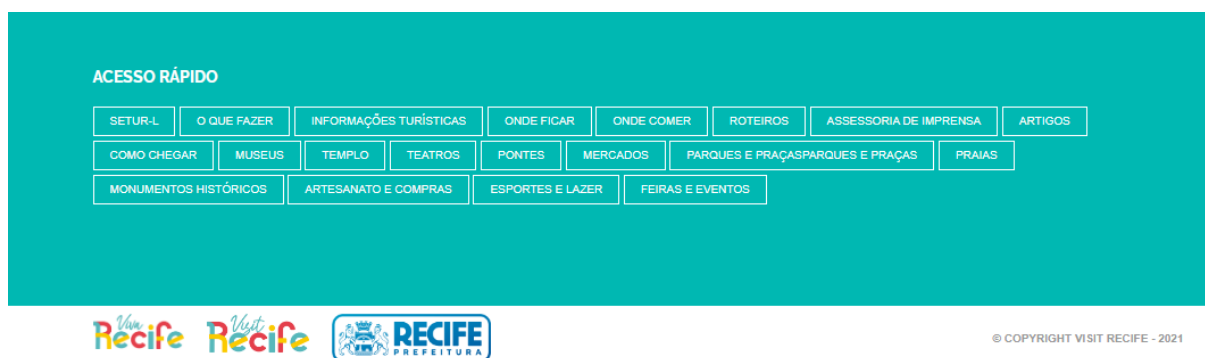 ACESSO RÁPIDO
SETUR-L O QUE FAZER INFORMAÇÕES TURÍSTICAS ONDE FICAR ONDE COMER ROTEIROS ASSESSORIA DE IMPRENSA ARTIGOS
COMO CHEGAR MUSEUS TEMPLO TEATROS PONTES MERCADOS PARQUES E PRAÇASPARQUES E PRAÇAS PRAIAS
MONUMENTOS HISTÓRICOS ARTESANATO E COMPRAS ESPORTES E LAZER FEIRAS E EVENTOS
Viva Recife
Visit Recife
RECIFE
PREFEITURA
© COPYRIGHT VISIT RECIFE - 2021